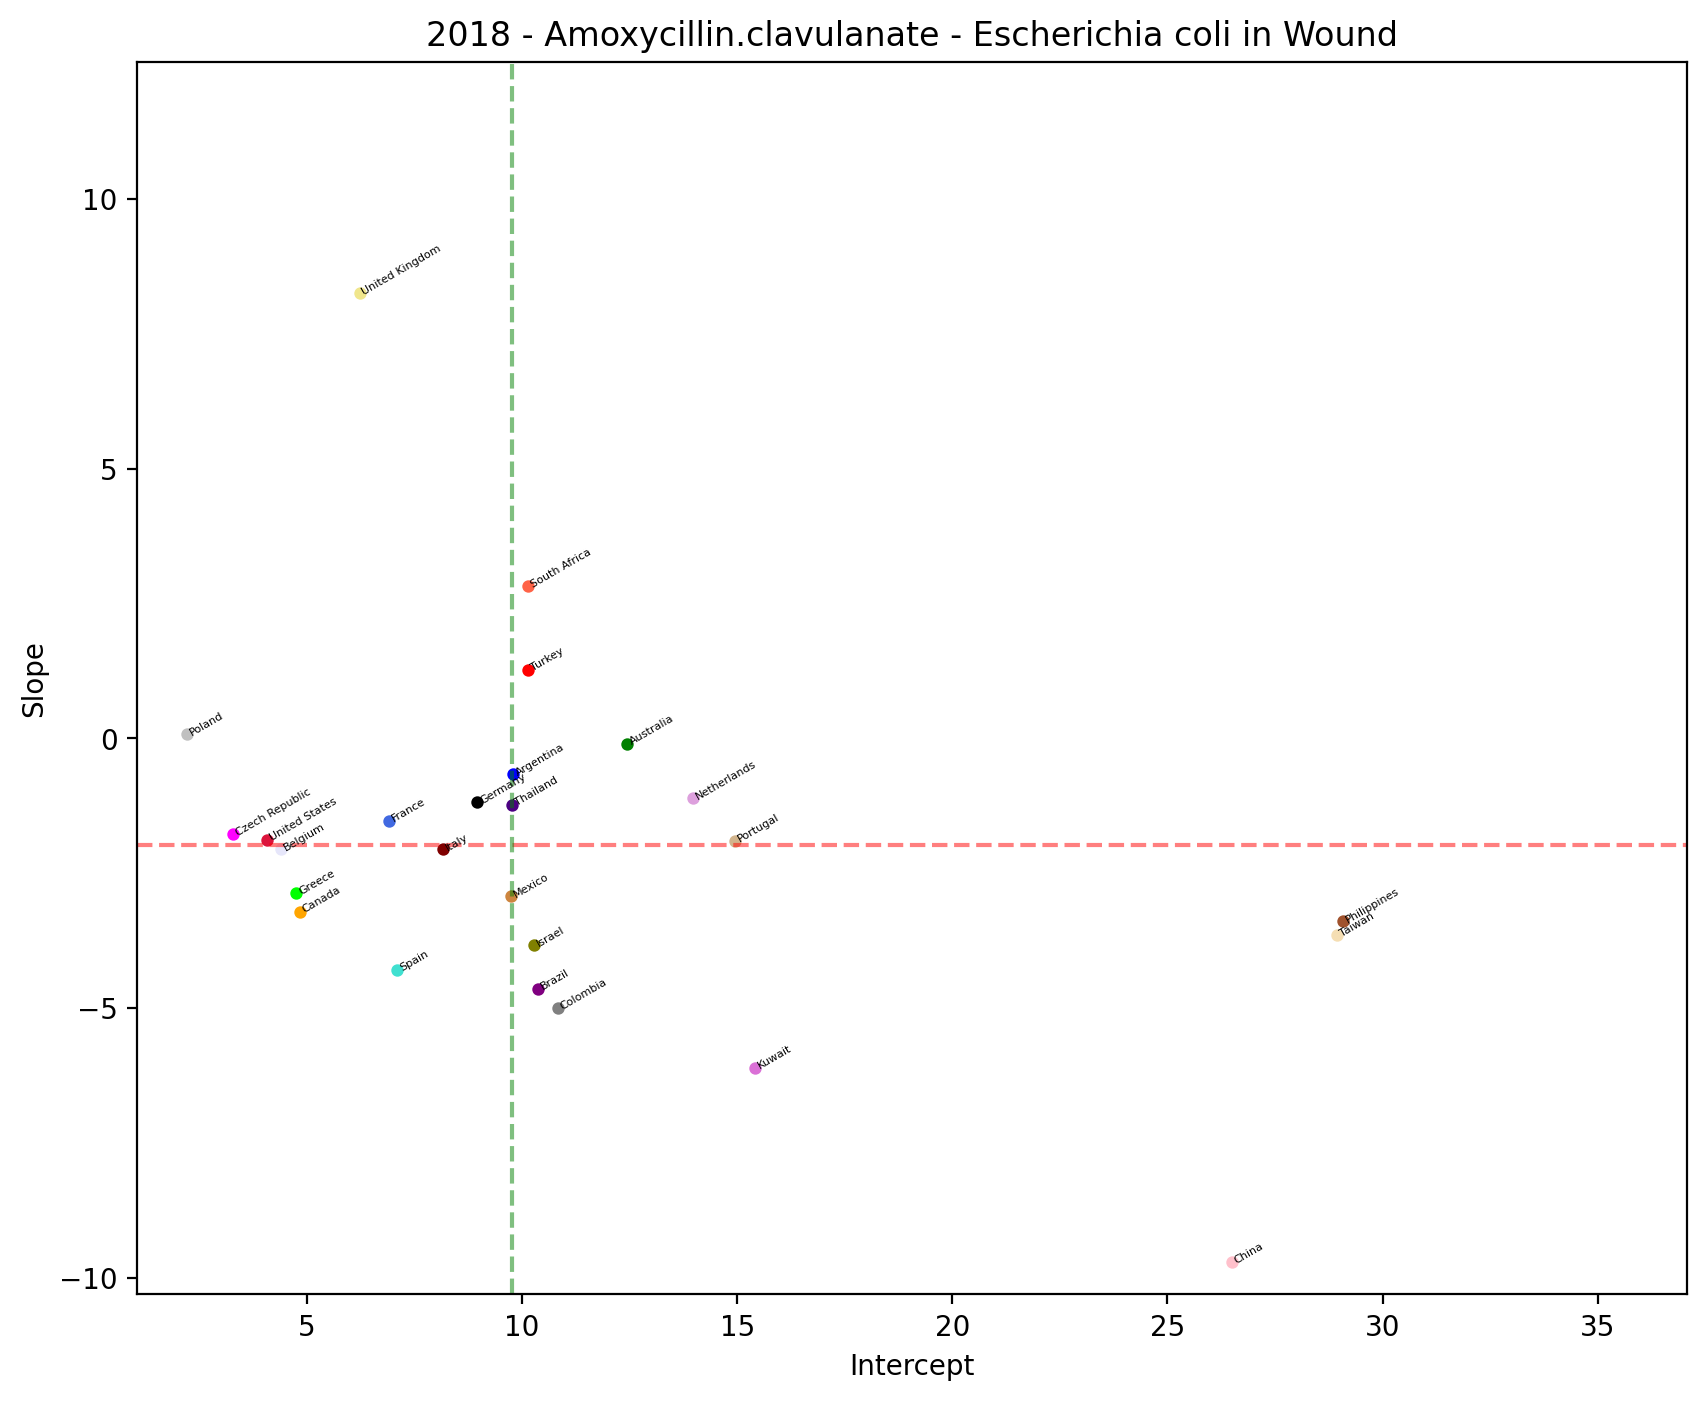 2018 - Amoxycillin.clavulanate - Escherichia coli in Wound
10
5
0
−5
−10
Slope
United Kingdom
South Africa
Turkey
Poland
Australia
Argentina
Germany
Thailand
Netherlands
France
Czech Republic
United States
Belgium
Italy
Portugal
Greece
Canada
Mexico
Philippines
Taiwan
Israel
Spain
Brazil
Colombia
Kuwait
China
5
10
15
20
25
30
35
Intercept